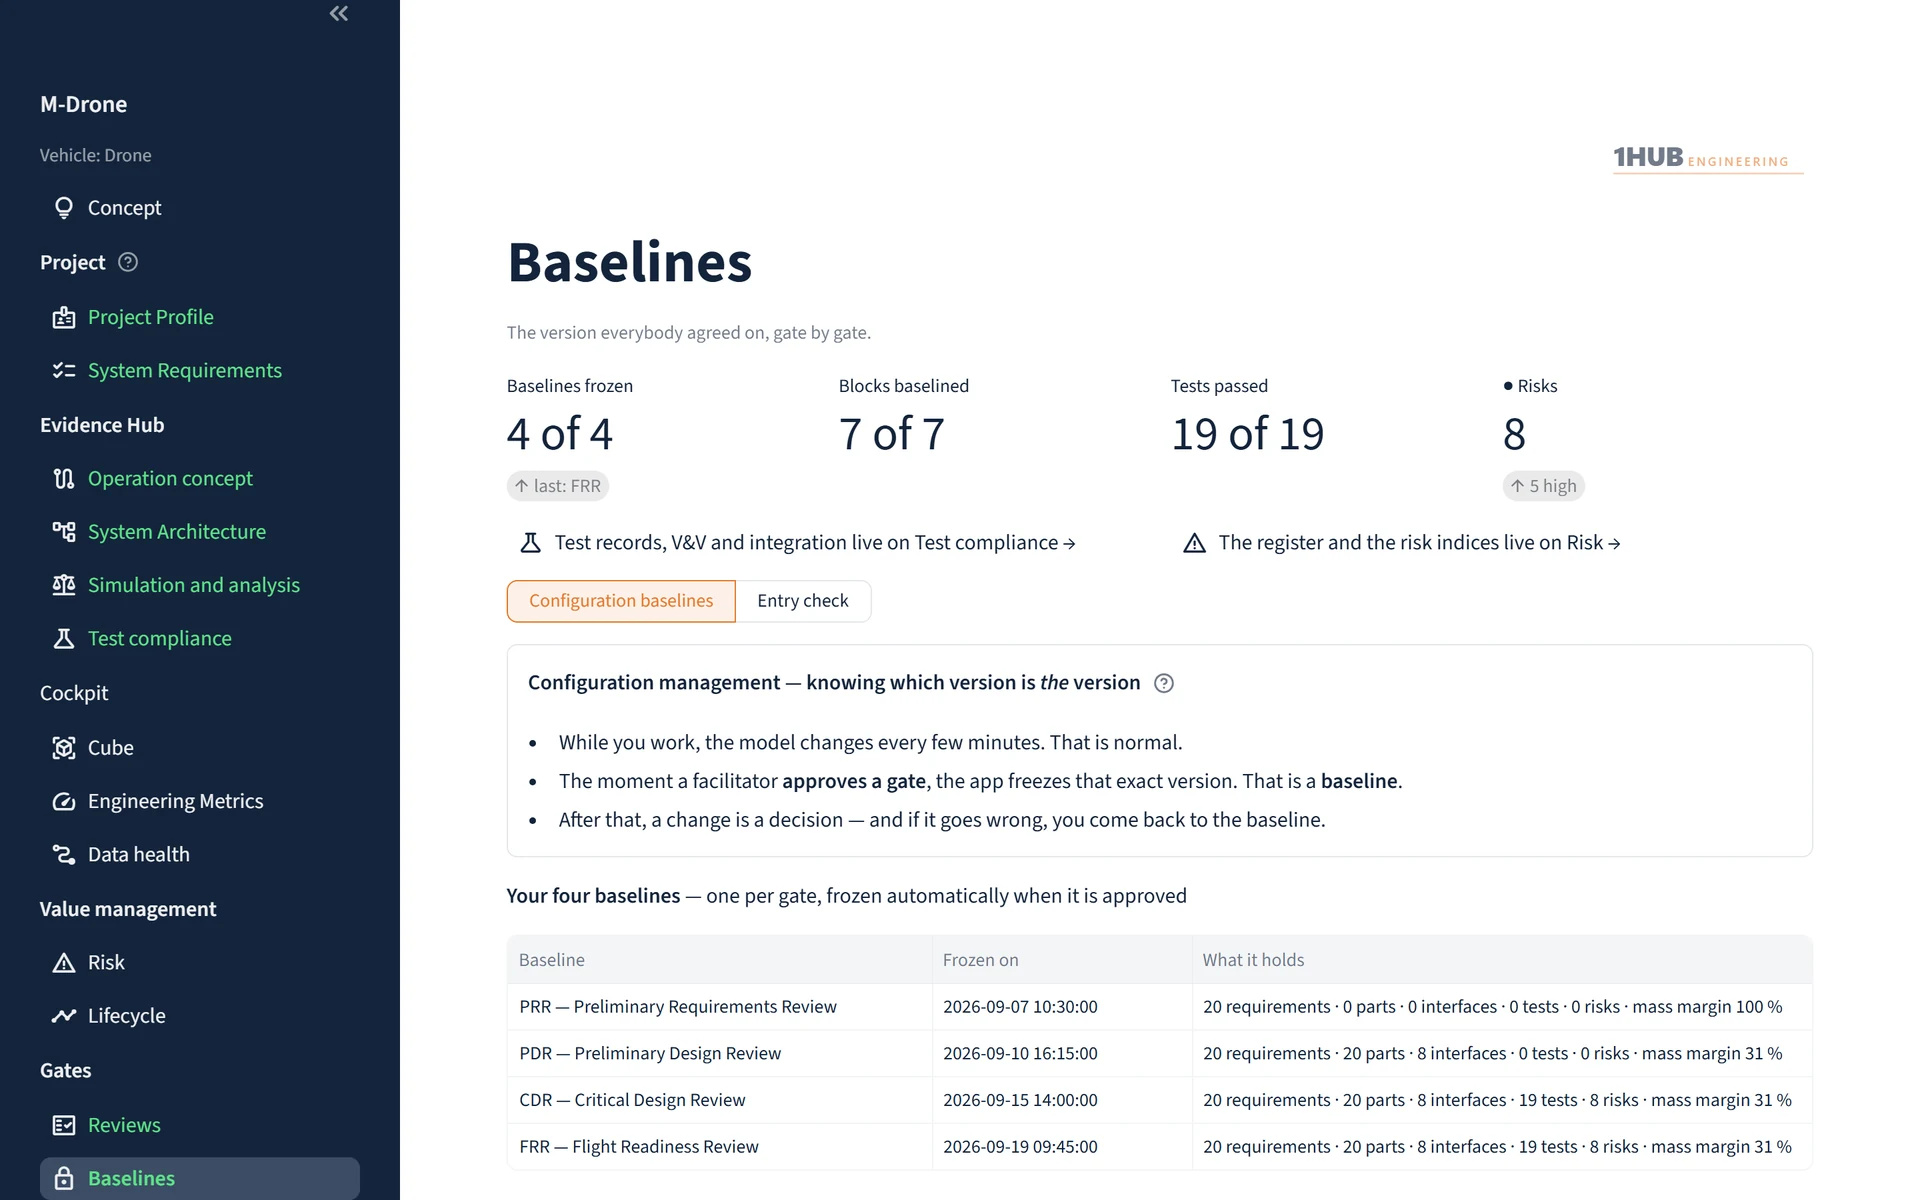 M-Drone
Vehicle: Drone
Concept
Project
Project Profile
System Requirements
Evidence Hub
Operation concept
System Architecture
Simulation and analysis
Test compliance
Cockpit
Cube
Engineering Metrics
Data health
Value management
Risk
Lifecycle
Gates
Reviews
Baselines
1HUB ENGINEERING
Baselines
The version everybody agreed on, gate by gate.
Baselines frozen
4 of 4
↑ last: FRR
Blocks baselined
7 of 7
Tests passed
19 of 19
● Risks
8
↑ 5 high
Test records, V&V and integration live on Test compliance →
The register and the risk indices live on Risk →
Configuration baselines
Entry check
Configuration management — knowing which version is the version
• While you work, the model changes every few minutes. That is normal.
• The moment a facilitator approves a gate, the app freezes that exact version. That is a baseline.
• After that, a change is a decision — and if it goes wrong, you come back to the baseline.
Your four baselines — one per gate, frozen automatically when it is approved
Baseline Frozen on What it holds
PRR — Preliminary Requirements Review 2026-09-07 10:30:00 20 requirements · 0 parts · 0 interfaces · 0 tests · 0 risks · mass margin 100 %
PDR — Preliminary Design Review 2026-09-10 16:15:00 20 requirements · 20 parts · 8 interfaces · 0 tests · 0 risks · mass margin 31 %
CDR — Critical Design Review 2026-09-15 14:00:00 20 requirements · 20 parts · 8 interfaces · 19 tests · 8 risks · mass margin 31 %
FRR — Flight Readiness Review 2026-09-19 09:45:00 20 requirements · 20 parts · 8 interfaces · 19 tests · 8 risks · mass margin 31 %